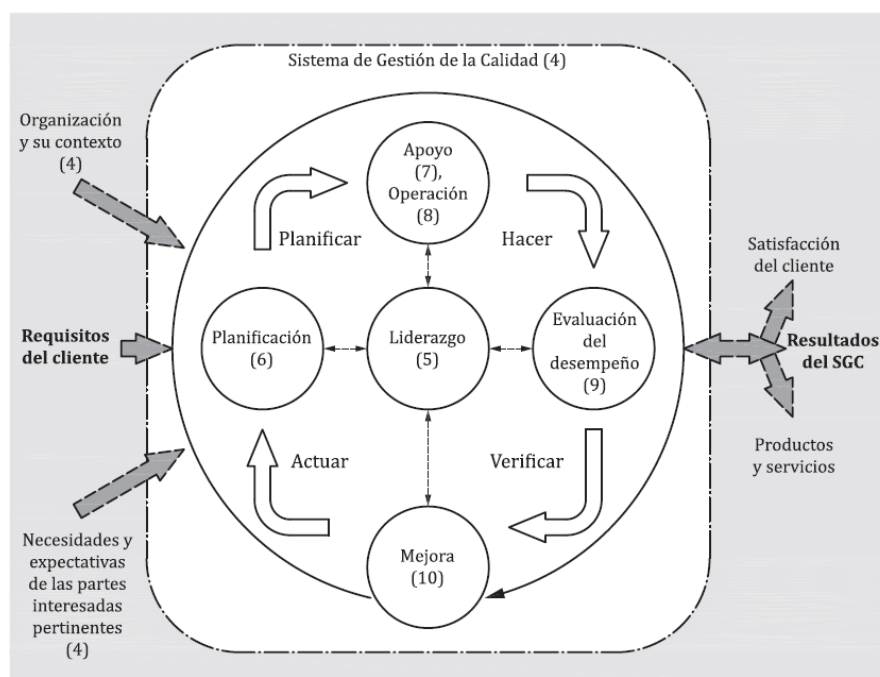 Sistema de Gestión de la Calidad (4)
Organización
y su contexto
(4)
Apoyo
(7),
Operación
(8)
Planificar
Hacer
Satisfacción
del cliente
Requisitos
del cliente
Planificación
(6)
Liderazgo
(5)
Evaluación
del
desempeño
(9)
Resultados
del SGC
Actuar
Verificar
Productos
y servicios
Necesidades y
expectativas
de las partes
interesadas
pertinentes
(4)
Mejora
(10)